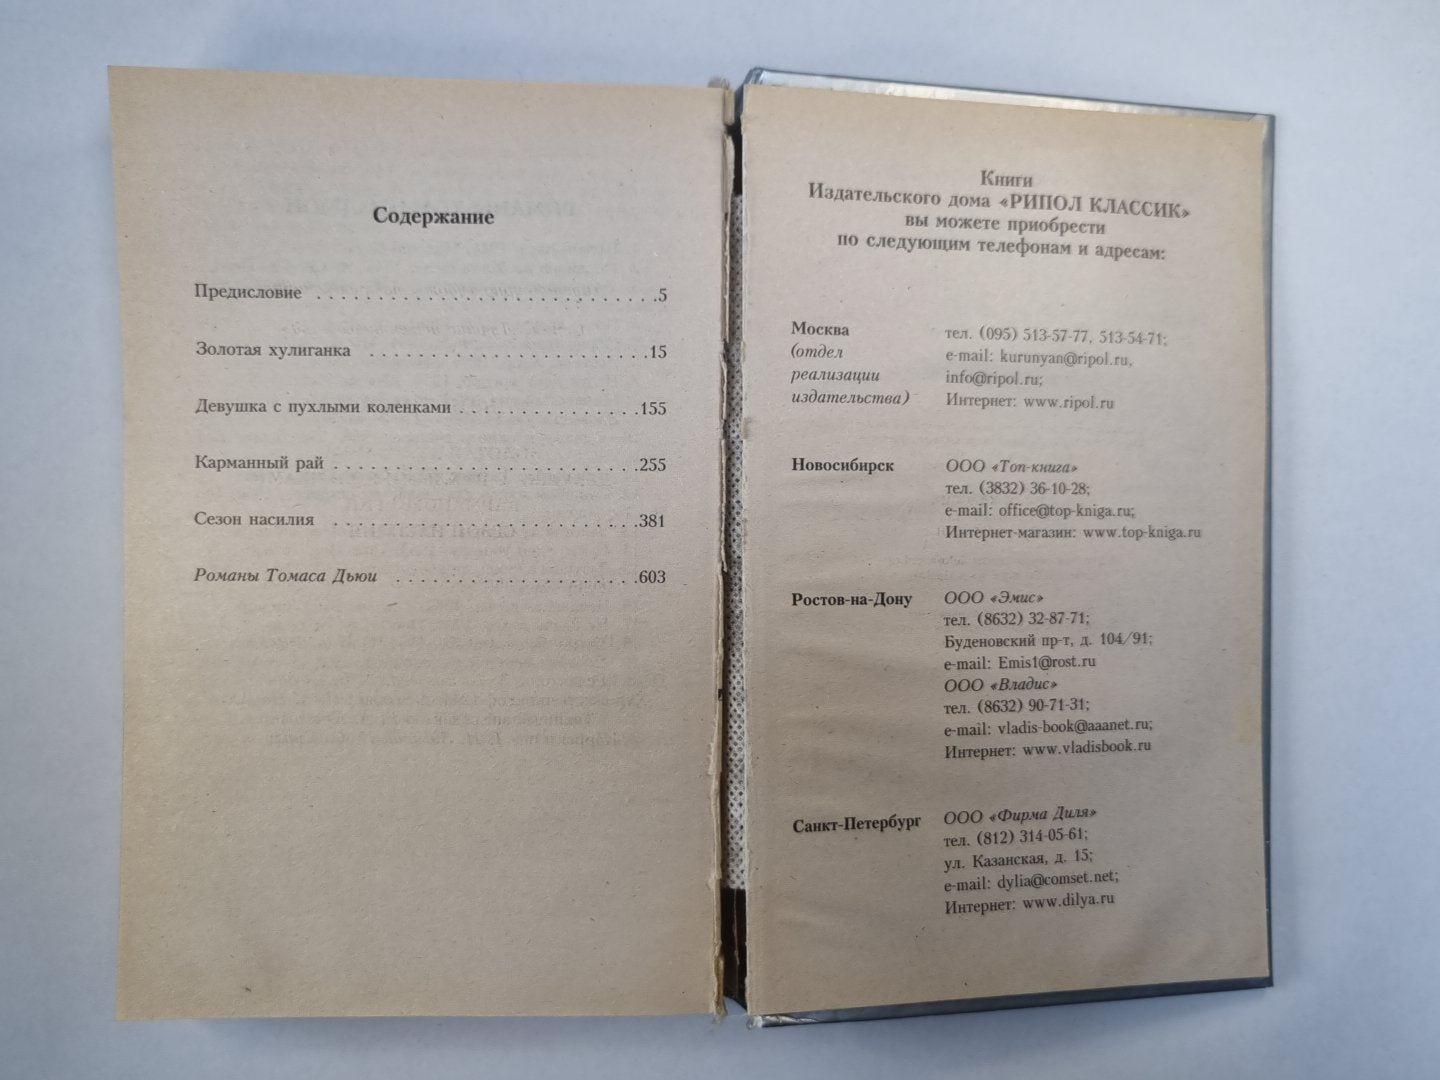 Содержание
Предисловие . . . . . . . . . . . . . . . . . . . . . . . . . . . .5
Золотая хулиганка . . . . . . . . . . . . . . . . . . . . . . .15
Девушка с пухлыми коленками . . . . . . . . . . . . . . .155
Карманный рай . . . . . . . . . . . . . . . . . . . . . . . . .255
Сезон насилия . . . . . . . . . . . . . . . . . . . . . . . . .381
Романы Томаса Дьюи . . . . . . . . . . . . . . . . . . . .603
Книги
Издательского дома «РИПОЛ КЛАССИК»
вы можете приобрести
по следующим телефонам и адресам:
Москва
(отдел
реализации
издательства)
тел. (095) 513-57-77, 513-54-71;
e-mail: kurunyan@ripol.ru,
info@ripol.ru;
Интернет: www.ripol.ru
Новосибирск
ООО «Топ-книга»
тел. (3832) 36-10-28;
e-mail: office@top-kniga.ru;
Интернет-магазин: www.top-kniga.ru
Ростов-на-Дону
ООО «Эмис»
тел. (8632) 32-87-71;
Буденовский пр-т, д. 104/91;
e-mail: Emis1@rost.ru
ООО «Владис»
тел. (8632) 90-71-31;
e-mail: vladis-book@aaanet.ru;
Интернет: www.vladisbook.ru
Санкт-Петербург
ООО «Фирма Диля»
тел. (812) 314-05-61;
ул. Казанская, д. 15;
e-mail: dylia@comset.net;
Интернет: www.dilya.ru